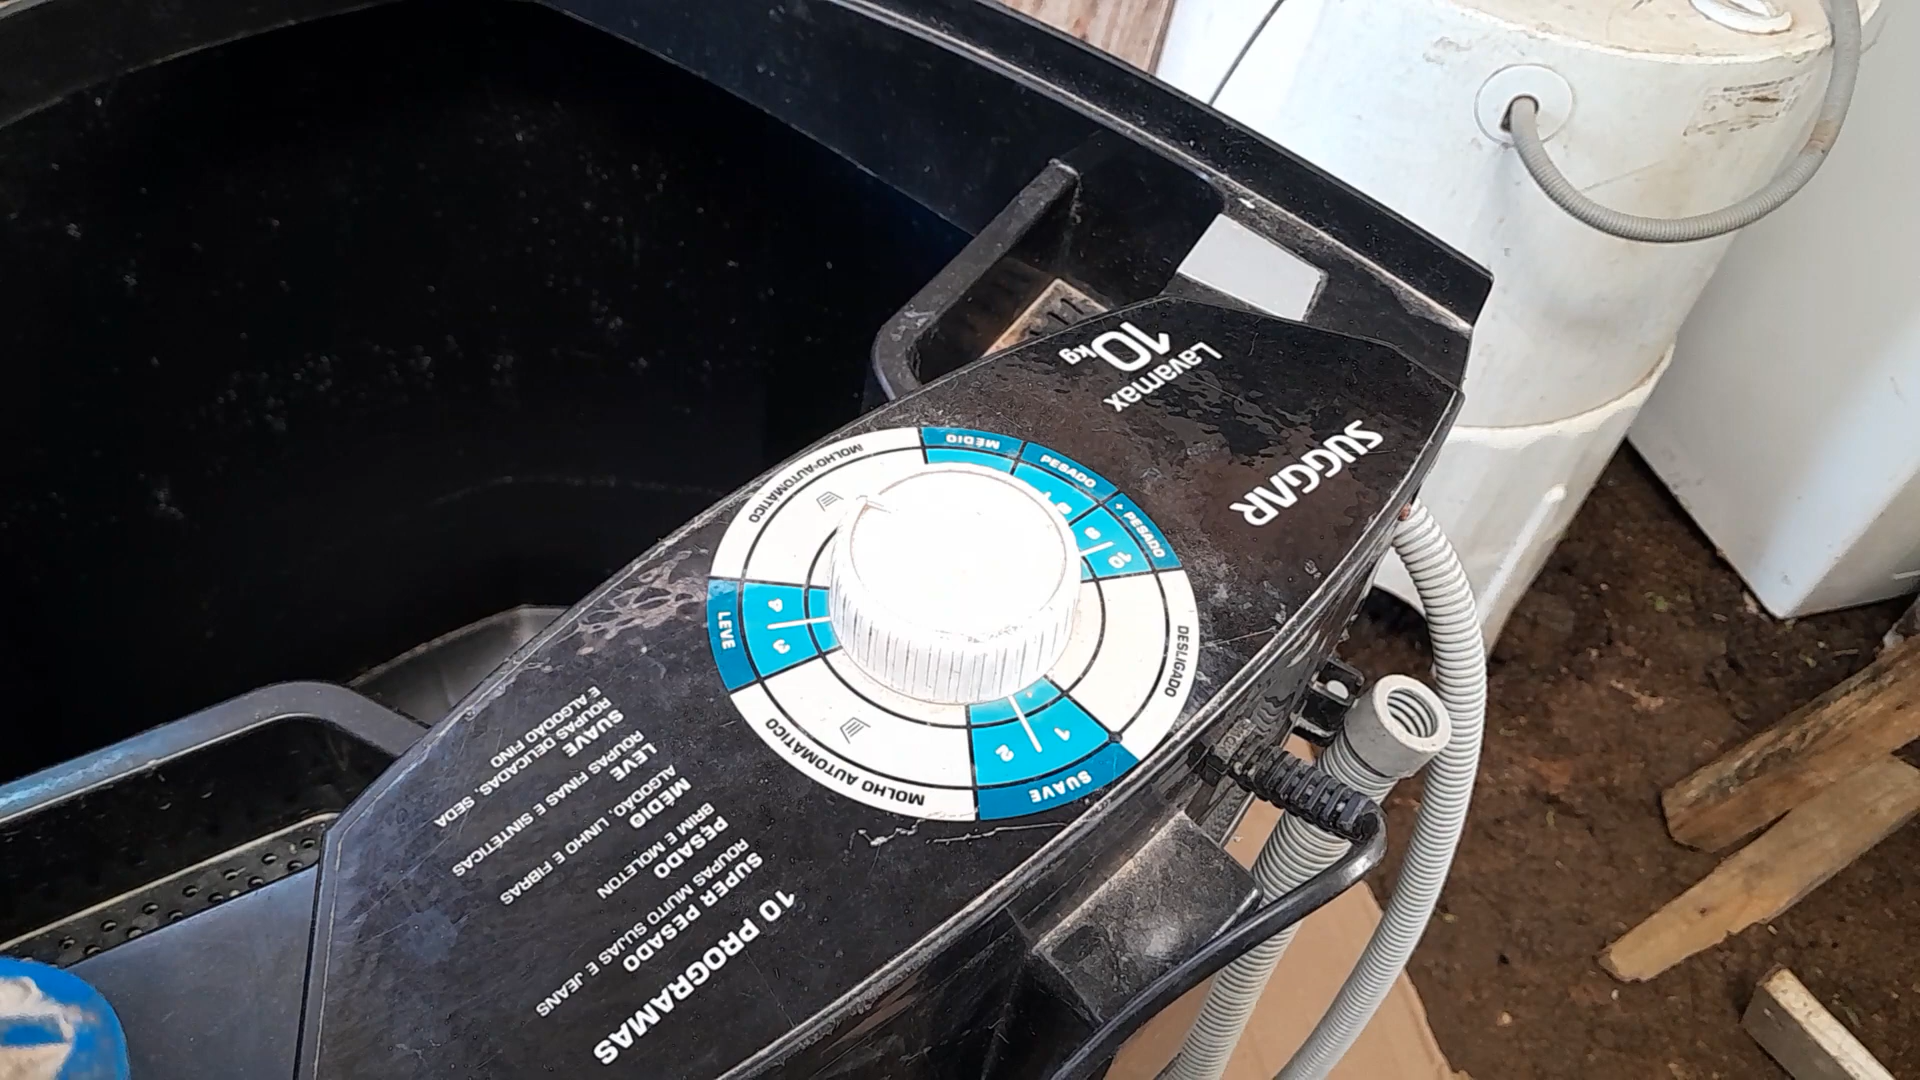 SUGGAR
Lavamax
10kg
DESLIGADO
SUAVE
1
2
MOLHO AUTOMÁTICO
LEVE
3
4
MOLHO AUTOMÁTICO
MÉDIO
PESADO
8
+ PESADO
9
10
10 PROGRAMAS
SUPER PESADO
ROUPAS MUITO SUJAS E JEANS
PESADO
BRIM E MOLETON
MÉDIO
ALGODÃO, LINHO E FIBRAS
LEVE
ROUPAS FINAS E SINTÉTICAS
SUAVE
ROUPAS DELICADAS, SEDA
E ALGODÃO FINO